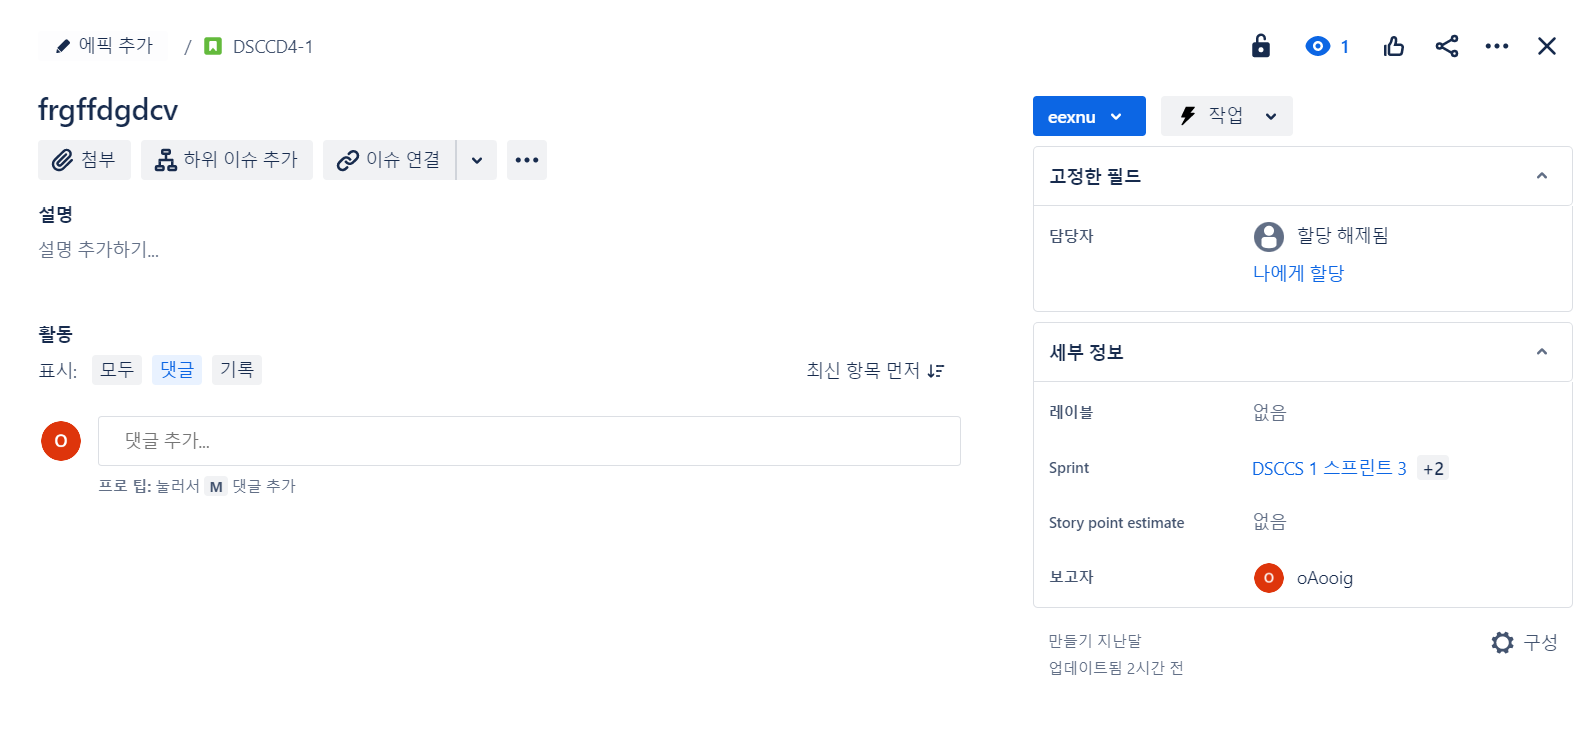 에픽 추가 / DSCCD4-1
1
frgffdgdcv
첨부 하위 이슈 추가 이슈 연결
설명
설명 추가하기...
활동
표시: 모두 댓글 기록 최신 항목 먼저
O 댓글 추가...
프로 팁: 눌러서 M 댓글 추가
eexnu 작업
고정한 필드
담당자 할당 해제됨
나에게 할당
세부 정보
레이블 없음
Sprint DSCCS 1 스프린트 3 +2
Story point estimate 없음
보고자 O oAooig
만들기 지난달 구성
업데이트됨 2시간 전